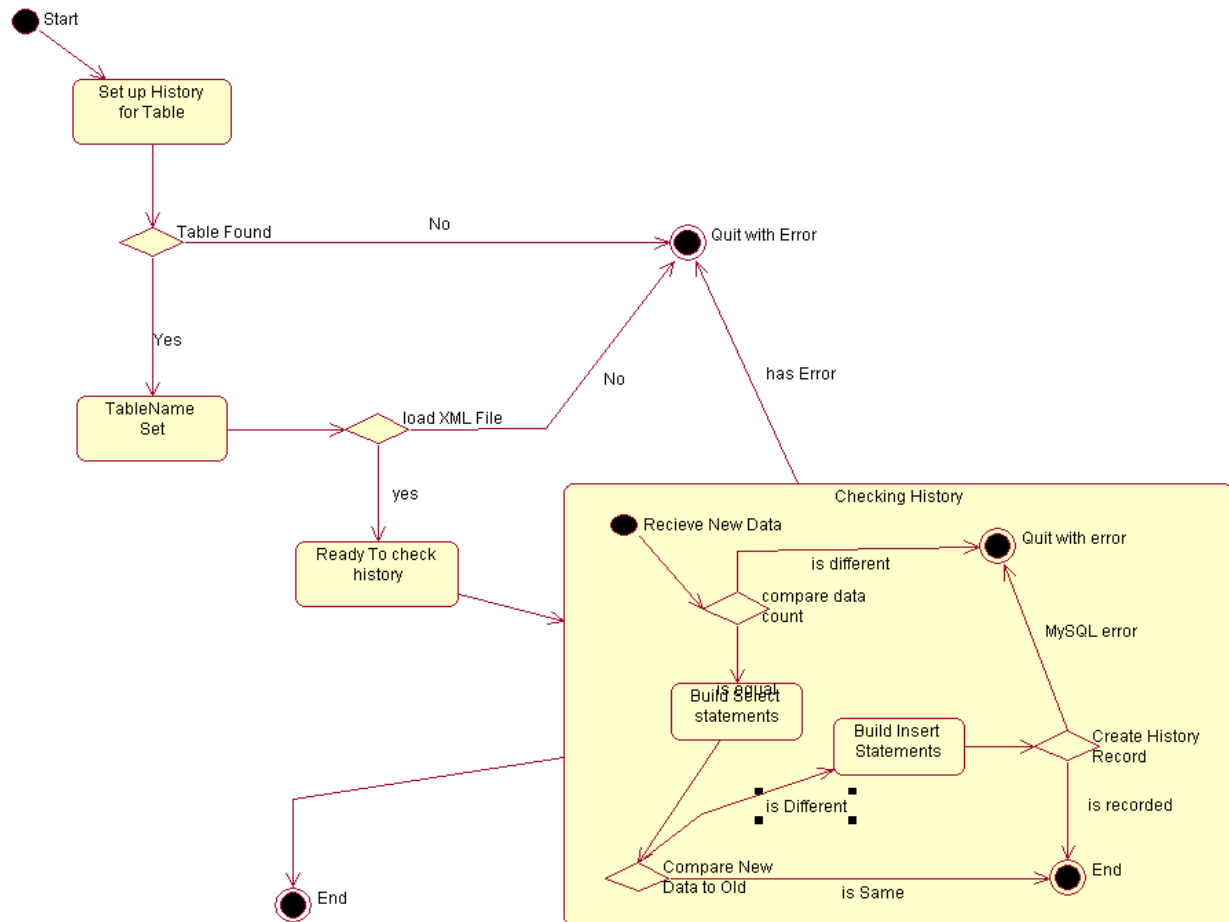 Start
Set up History
for Table
Table Found
No
Quit with Error
Yes
has Error
No
TableName
Set
load XML File
yes
Checking History
Recieve New Data
Quit with error
is different
Ready To check
history
compare data
count
MySQL error
is equal
Build Select
statements
Build Insert
Statements
Create History
Record
is Different
is recorded
Compare New
Data to Old
End
is Same
End